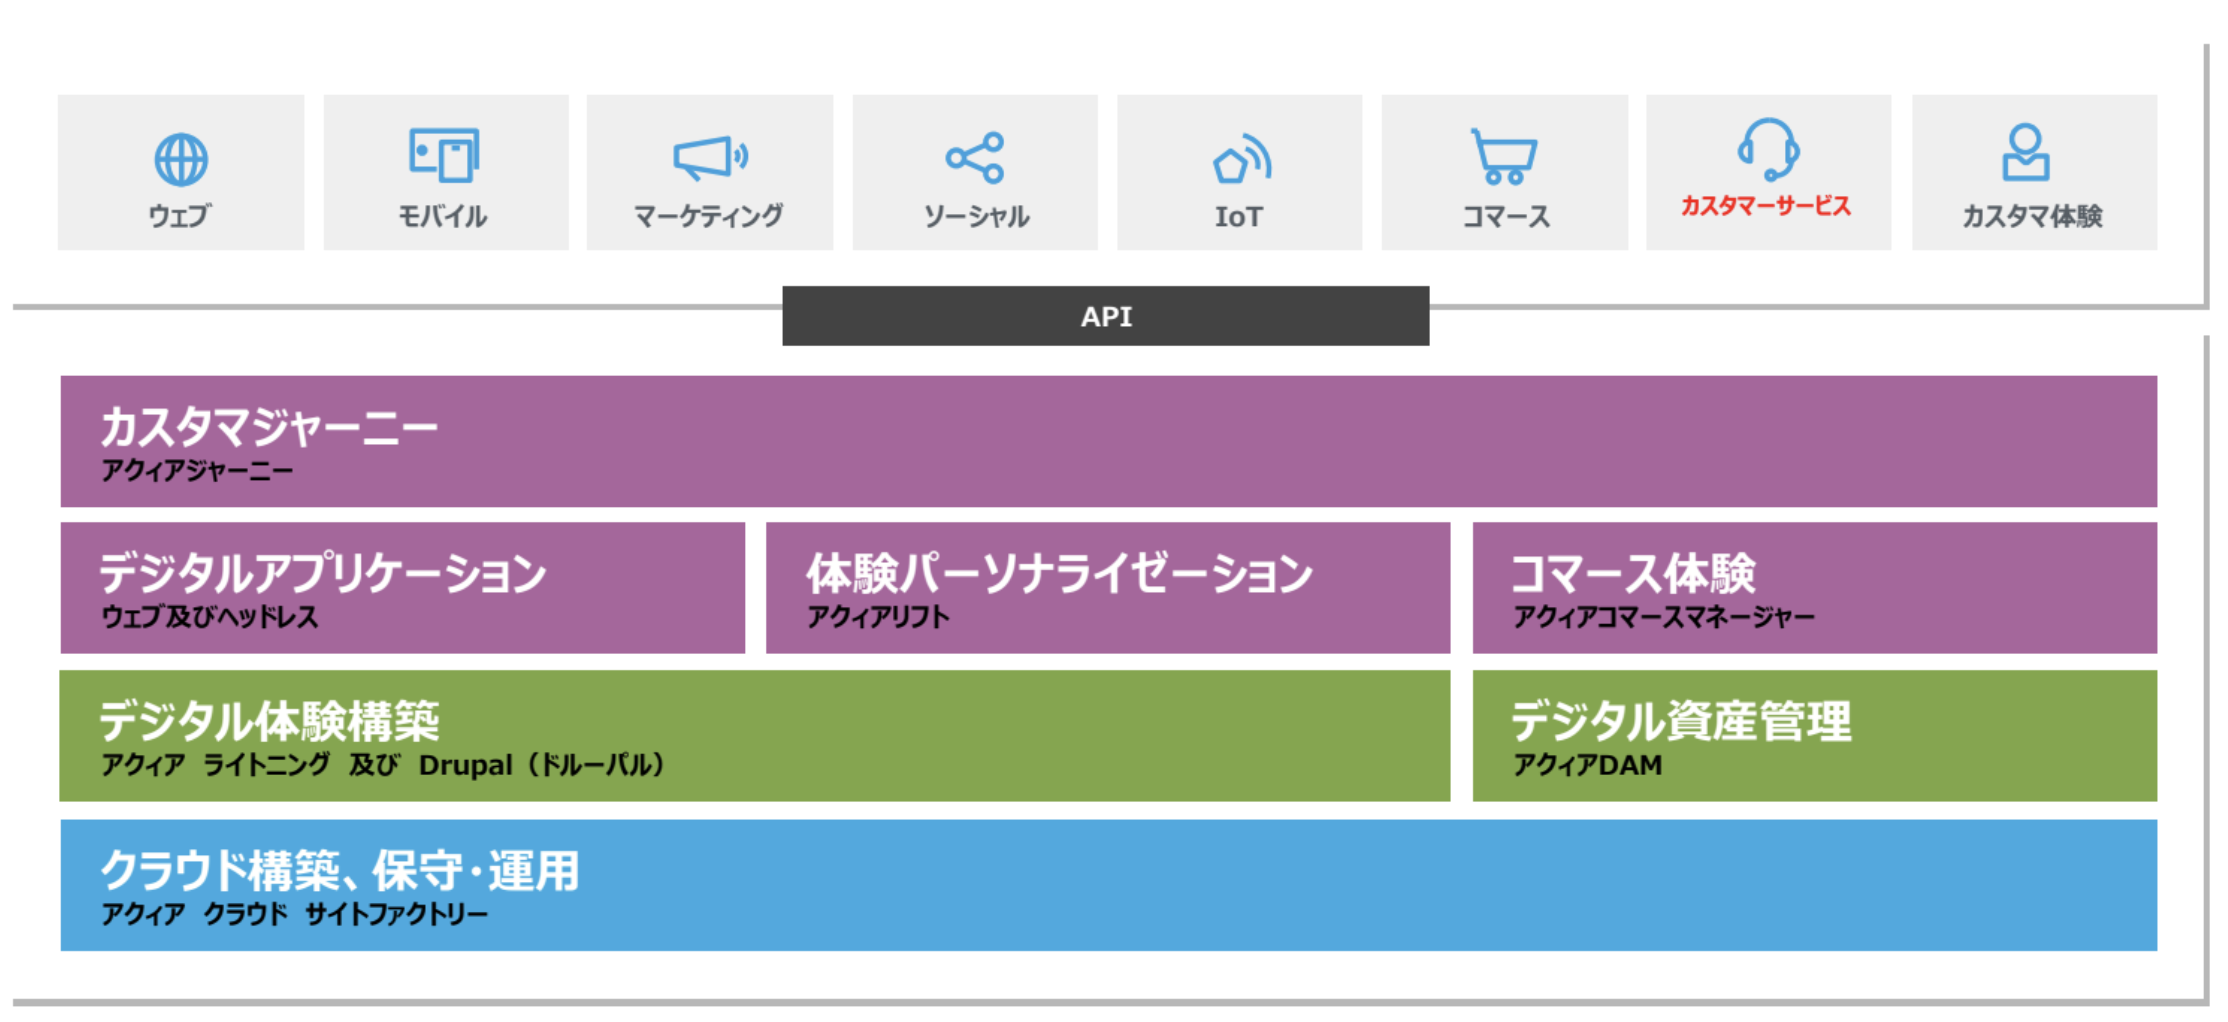 ウェブ
モバイル
マーケティング
ソーシャル
IoT
コマース
カスタマーサービス
カスタマ体験
API
カスタマジャーニー
アクィアジャーニー
デジタルアプリケーション
ウェブ及びヘッドレス
体験パーソナライゼーション
アクィアリフト
コマース体験
アクィアコマースマネージャー
デジタル体験構築
アクィア ライトニング 及び Drupal（ドルーパル）
デジタル資産管理
アクィアDAM
クラウド構築、保守・運用
アクィア クラウド サイトファクトリー